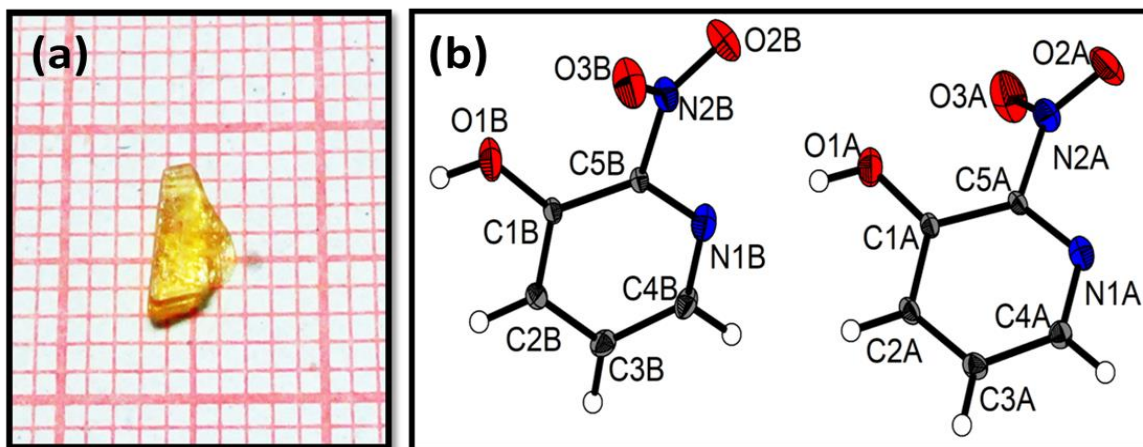 (a)
(b)
O2B
O3B
N2B
O1B
C5B
C1B
N1B
C4B
C2B
C3B
O2A
O3A
O1A
N2A
C5A
C1A
N1A
C4A
C2A
C3A